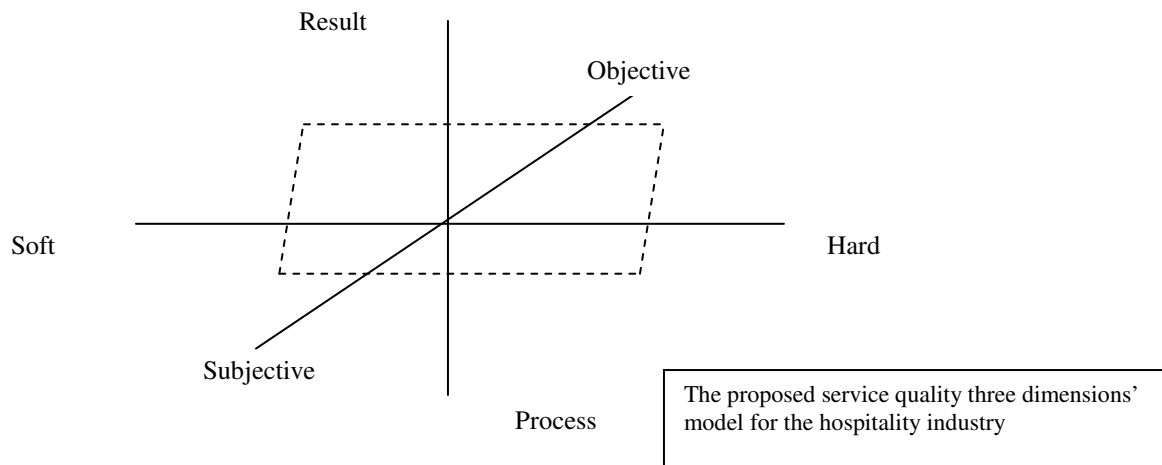 Result
Objective
Soft
Hard
Subjective
Process
The proposed service quality three dimensions’
model for the hospitality industry